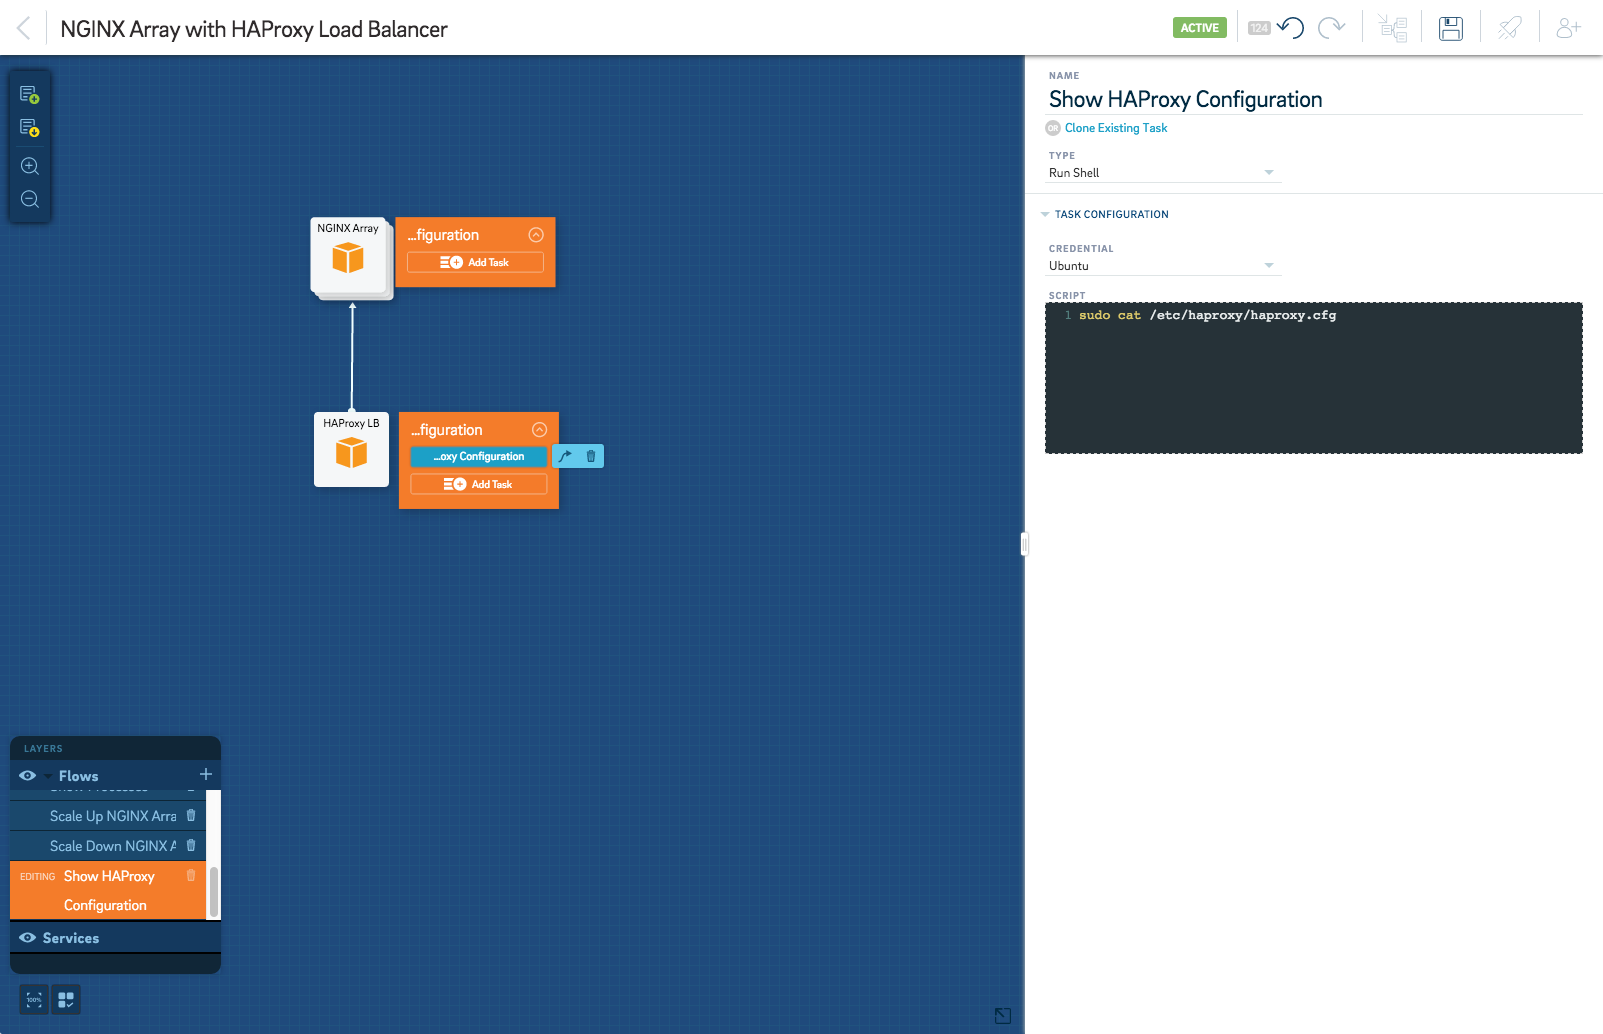 NGINX Array with HAProxy Load Balancer
ACTIVE
124
NAME
Show HAProxy Configuration
OR Clone Existing Task
TYPE
Run Shell
TASK CONFIGURATION
CREDENTIAL
Ubuntu
SCRIPT
1 sudo cat /etc/haproxy/haproxy.cfg
NGINX Array
...figuration
Add Task
HAProxy LB
...figuration
...oxy Configuration
Add Task
LAYERS
Flows
Show Processes
Scale Up NGINX Arra
Scale Down NGINX A
EDITING Show HAProxy
Configuration
Services
100%